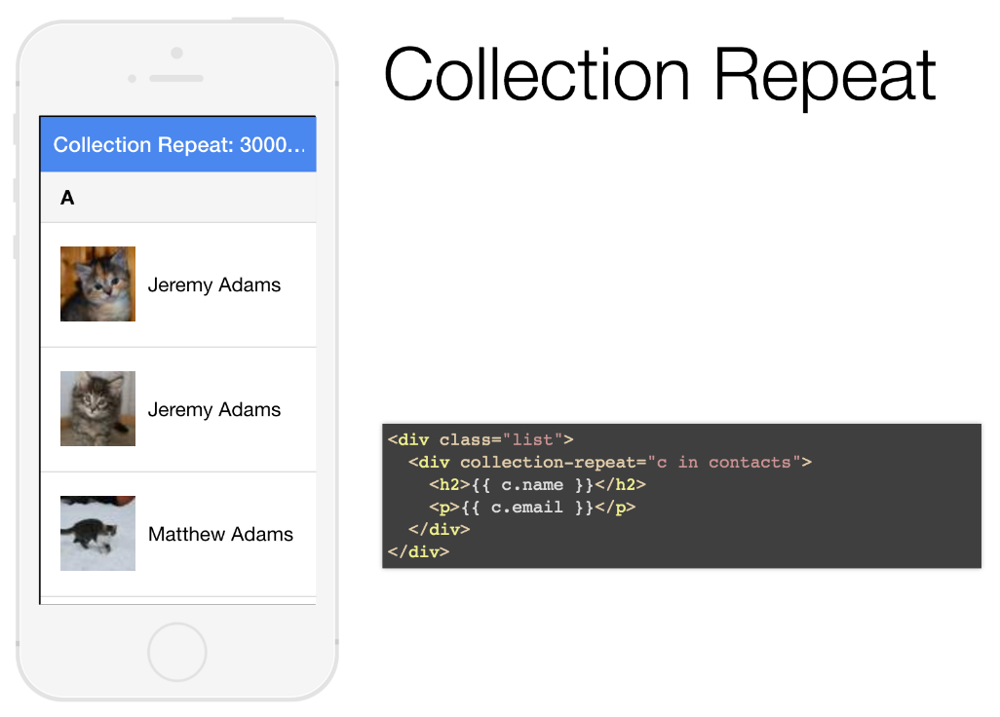 Collection Repeat
Collection Repeat: 3000...
A
Jeremy Adams
Jeremy Adams
Matthew Adams
<div class="list">
  <div collection-repeat="c in contacts">
    <h2>{{ c.name }}</h2>
    <p>{{ c.email }}</p>
  </div>
</div>